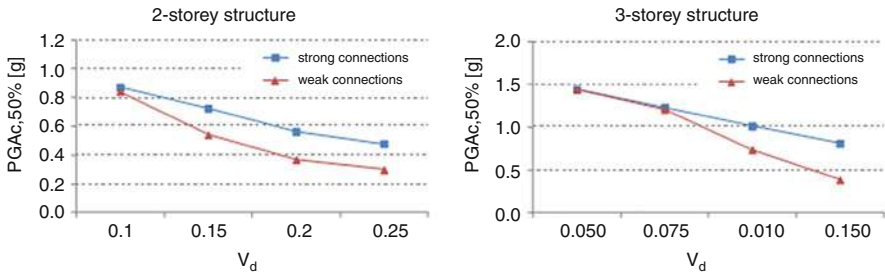 2-storey structure
PGAc,50% [g]
1.2
1.0
0.8
0.6
0.4
0.2
0.0
strong connections
weak connections
0.1 0.15 0.2 0.25
Vd
3-storey structure
PGAc,50% [g]
2.0
1.5
1.0
0.5
0.0
strong connections
weak connections
0.050 0.075 0.010 0.150
Vd